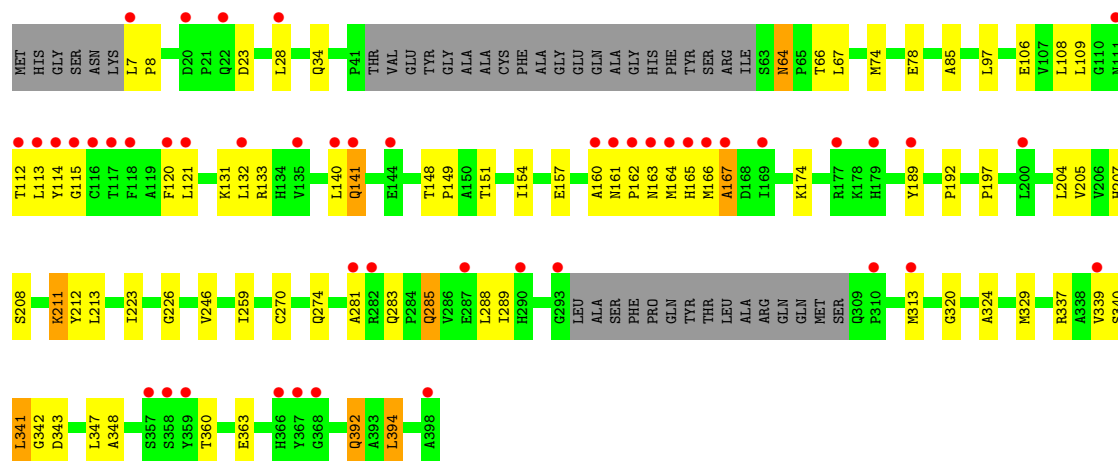 MET HIS GLY SER ASN LYS L7 P8 D20 P21 Q22 D23 L28 Q34 P41 THR VAL GLU TYR GLY ALA ALA CYS PHE ALA GLY GLU GLN ALA GLY HIS PHE TYR SER ARG ILE S63 N64 P65 T66 L67 M74 E78 A85 L97 E106 V107 L108 L109 G110 N111
T112 L113 Y114 G115 C116 T117 F118 A119 F120 L121 K131 L132 R133 H134 V135 L140 Q141 E144 T148 P149 A150 T151 I154 E157 A160 N161 P162 N163 M164 H165 M166 A167 D168 I169 K174 R177 K178 H179 Y189 P192 P197 L200 L204 V205 V206 H207
S208 K211 Y212 L213 I223 G226 V246 I259 C270 Q274 A281 R282 Q283 P284 Q285 V286 E287 L288 I289 H290 G293 LEU ALA SER PHE PRO GLN TYR THR LEU ALA ARG GLN GLN MET SER Q309 P310 M313 G320 A324 M329 R337 A338 V339 S340
L341 G342 D343 L347 A348 S357 S358 Y359 T360 E363 H366 Y367 G368 Q392 A393 L394 A398